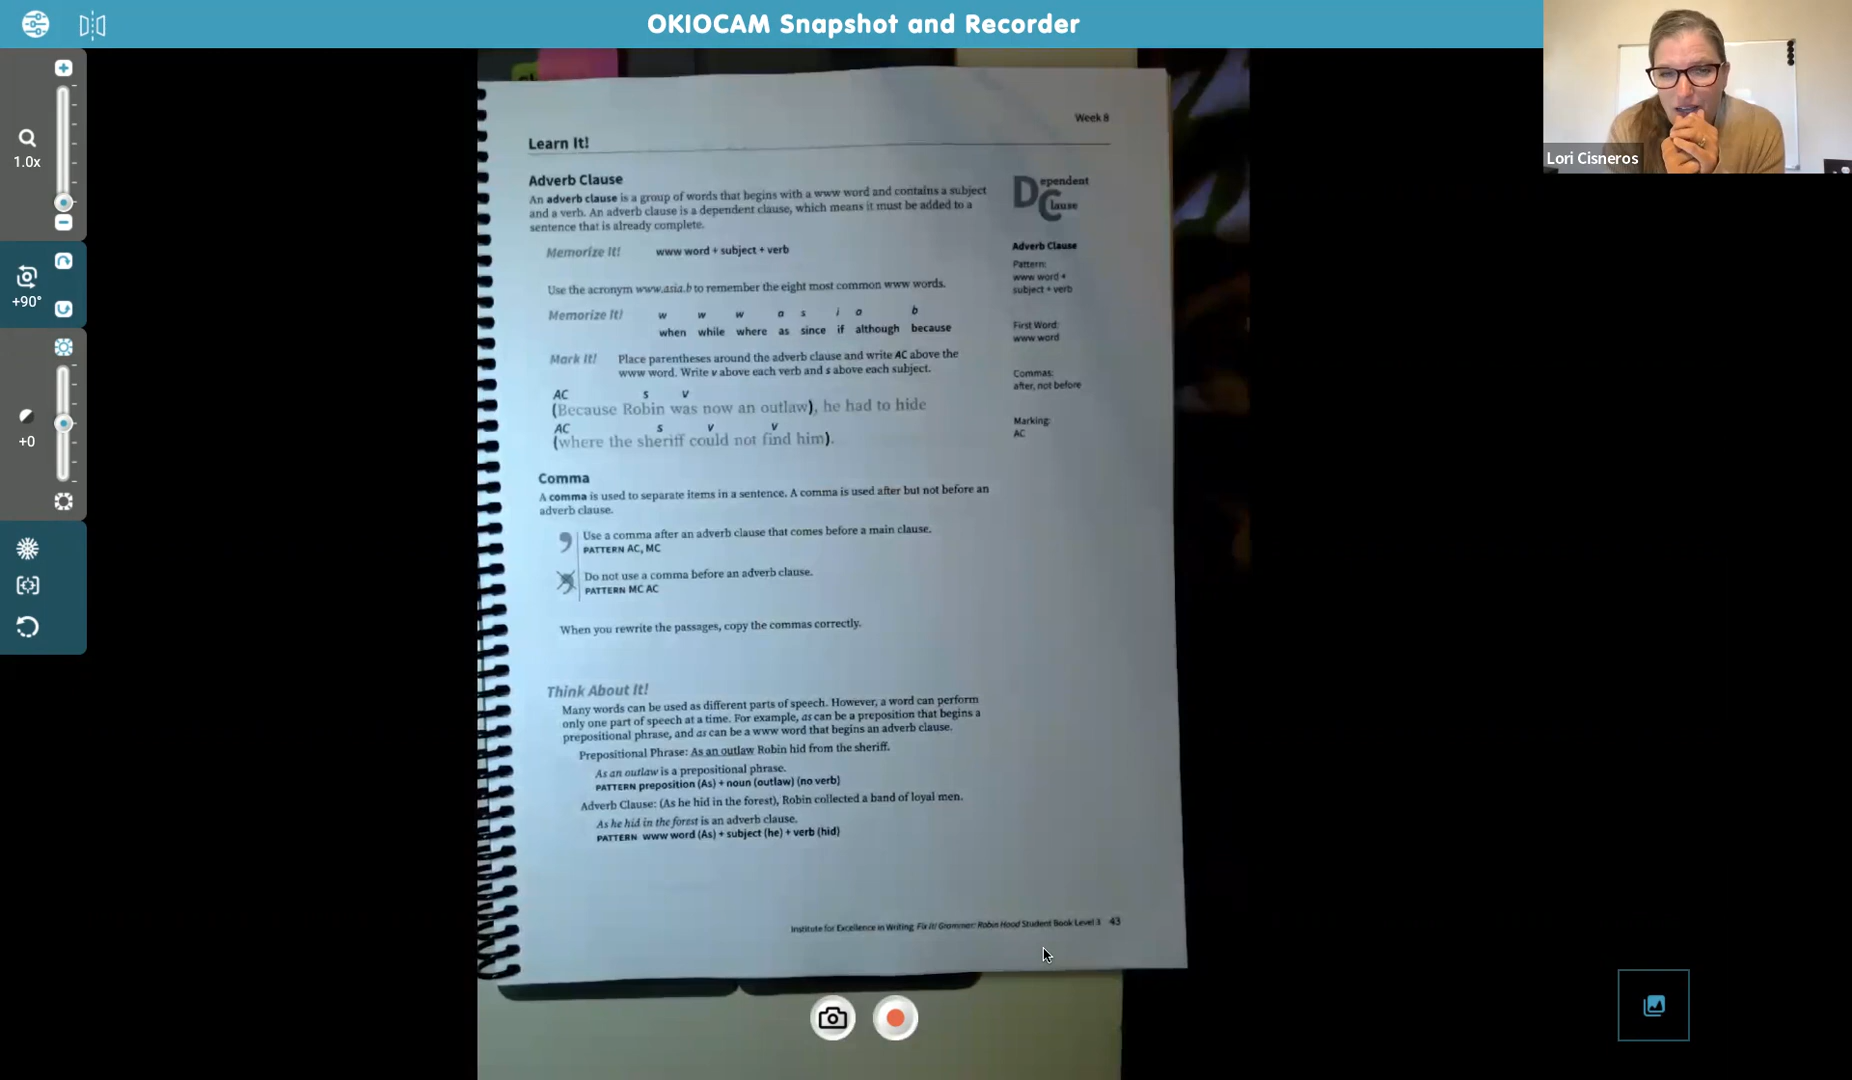 OKIOCAM Snapshot and Recorder
Lori Cisneros
1.0x
+90°
+0
Week 8
Learn It!
Adverb Clause
An adverb clause is a group of words that begins with a www word and contains a subject
and a verb. An adverb clause is a dependent clause, which means it must be added to a
sentence that is already complete.
Memorize It! www word + subject + verb
Use the acronym www.asia.b to remember the eight most common www words.
Memorize It! w w w a s i a b
when while where as since if although because
Mark It! Place parentheses around the adverb clause and write AC above the
www word. Write v above each verb and s above each subject.
AC s v
(Because Robin was now an outlaw), he had to hide
AC s v v
(where the sheriff could not find him).
Dependent
Clause
Adverb Clause
Pattern:
www word +
subject + verb
First Word:
www word
Commas:
after, not before
Marking:
AC
Comma
A comma is used to separate items in a sentence. A comma is used after but not before an
adverb clause.
Use a comma after an adverb clause that comes before a main clause.
PATTERN AC, MC
Do not use a comma before an adverb clause.
PATTERN MC AC
When you rewrite the passages, copy the commas correctly.
Think About It!
Many words can be used as different parts of speech. However, a word can perform
only one part of speech at a time. For example, as can be a preposition that begins a
prepositional phrase, and as can be a www word that begins an adverb clause.
Prepositional Phrase: As an outlaw Robin hid from the sheriff.
As an outlaw is a prepositional phrase.
PATTERN preposition (As) + noun (outlaw) (no verb)
Adverb Clause: (As he hid in the forest), Robin collected a band of loyal men.
As he hid in the forest is an adverb clause.
PATTERN www word (As) + subject (he) + verb (hid)
Institute for Excellence in Writing Fix It! Grammar: Robin Hood Student Book Level 3 43